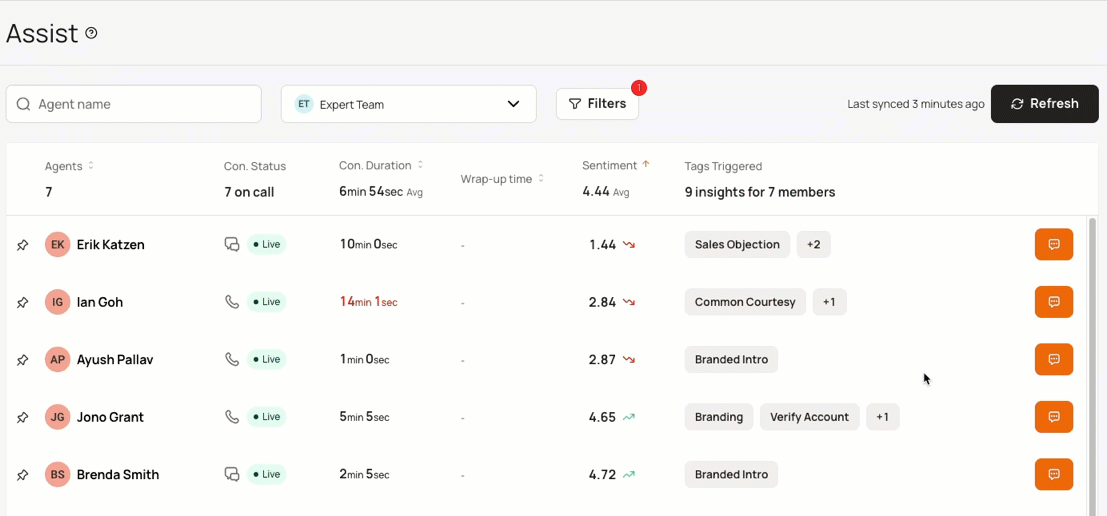 Assist
Agent name
ET Expert Team
Filters
1
Last synced 3 minutes ago
Refresh
Agents
7
Con. Status
7 on call
Con. Duration
6min 54sec Avg
Wrap-up time
Sentiment
4.44 Avg
Tags Triggered
9 insights for 7 members
EK Erik Katzen Live 10min 0sec - 1.44 Sales Objection +2
IG Ian Goh Live 14min 1sec - 2.84 Common Courtesy +1
AP Ayush Pallav Live 1min 0sec - 2.87 Branded Intro
JG Jono Grant Live 5min 5sec - 4.65 Branding Verify Account +1
BS Brenda Smith Live 2min 5sec - 4.72 Branded Intro